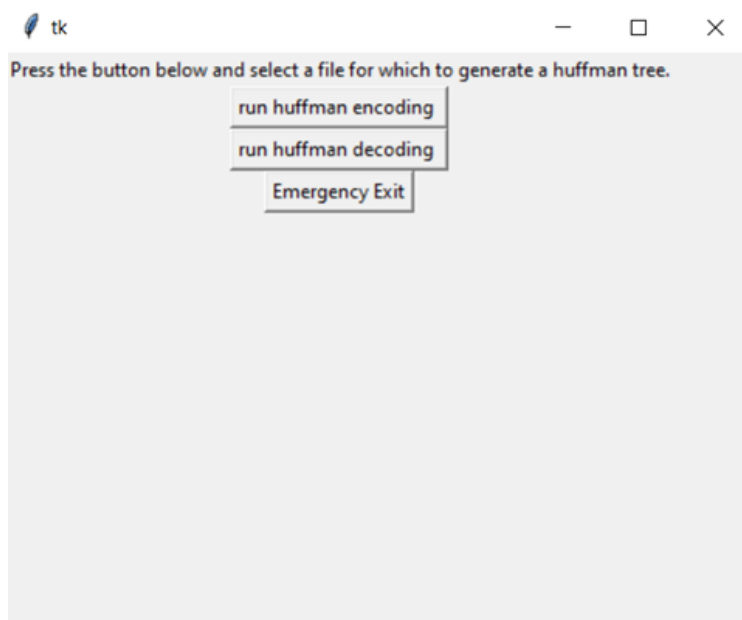 tk
Press the button below and select a file for which to generate a huffman tree.
run huffman encoding
run huffman decoding
Emergency Exit